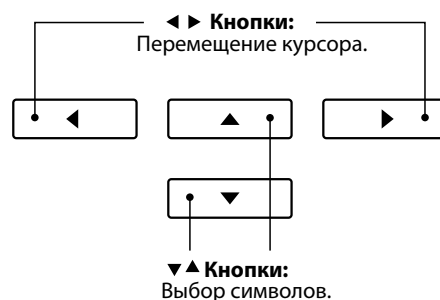 ◀ ▶ Кнопки:
Перемещение курсора.
◀
▲
▶
▼
▼▲ Кнопки:
Выбор символов.